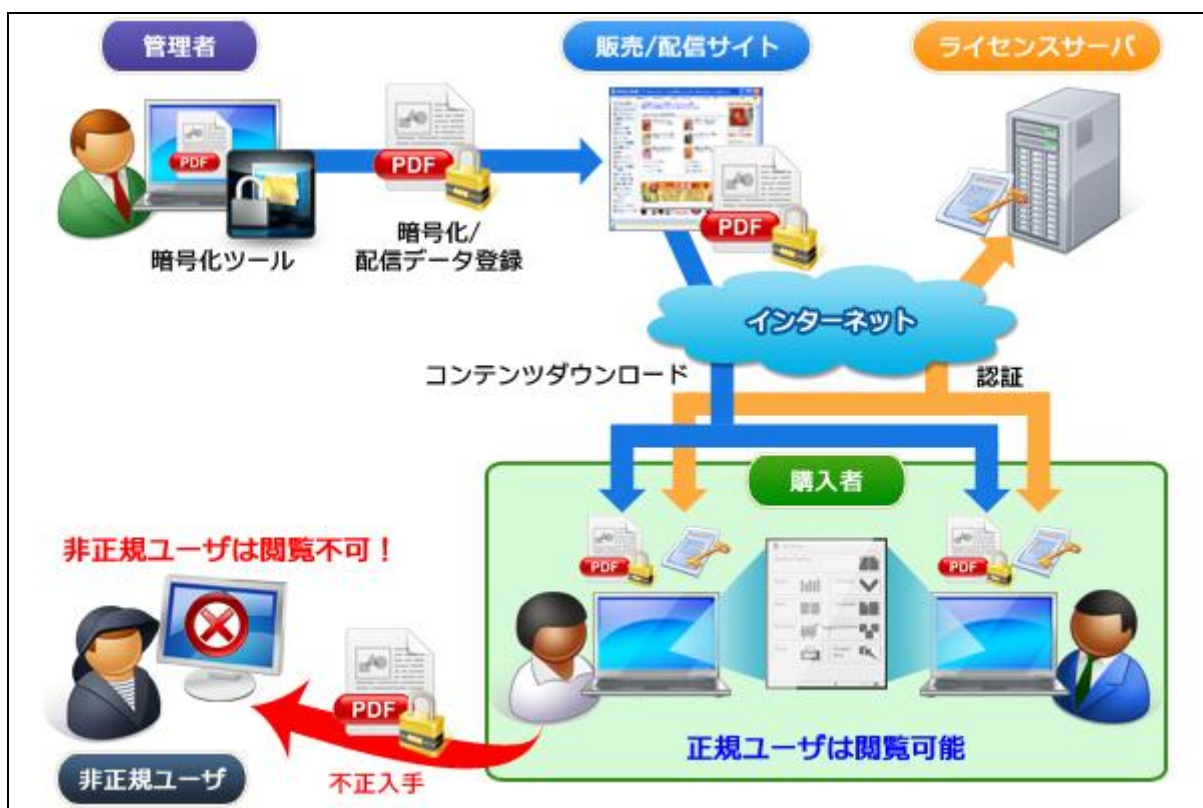 管理者
販売/配信サイト
ライセンスサーバ
PDF
PDF
PDF
暗号化ツール
暗号化/
配信データ登録
インターネット
コンテンツダウンロード
認証
購入者
非正規ユーザは閲覧不可！
PDF
PDF
PDF
正規ユーザは閲覧可能
非正規ユーザ
不正入手